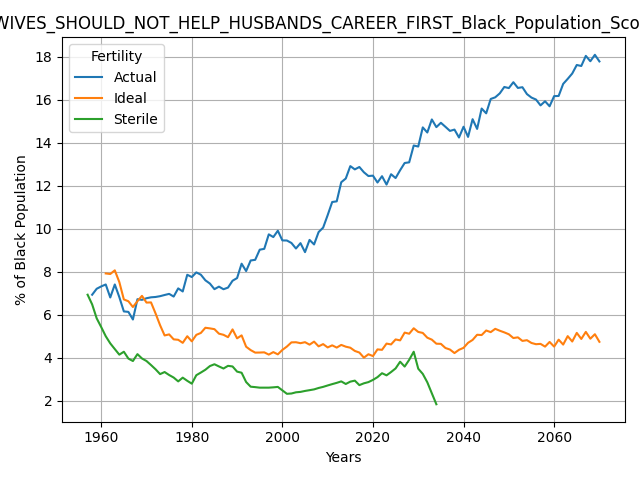 WIVES_SHOULD_NOT_HELP_HUSBANDS_CAREER_FIRST_Black_Population_Sco
Fertility
Actual
Ideal
Sterile
% of Black Population
18
16
14
12
10
8
6
4
2
1960 1980 2000 2020 2040 2060
Years